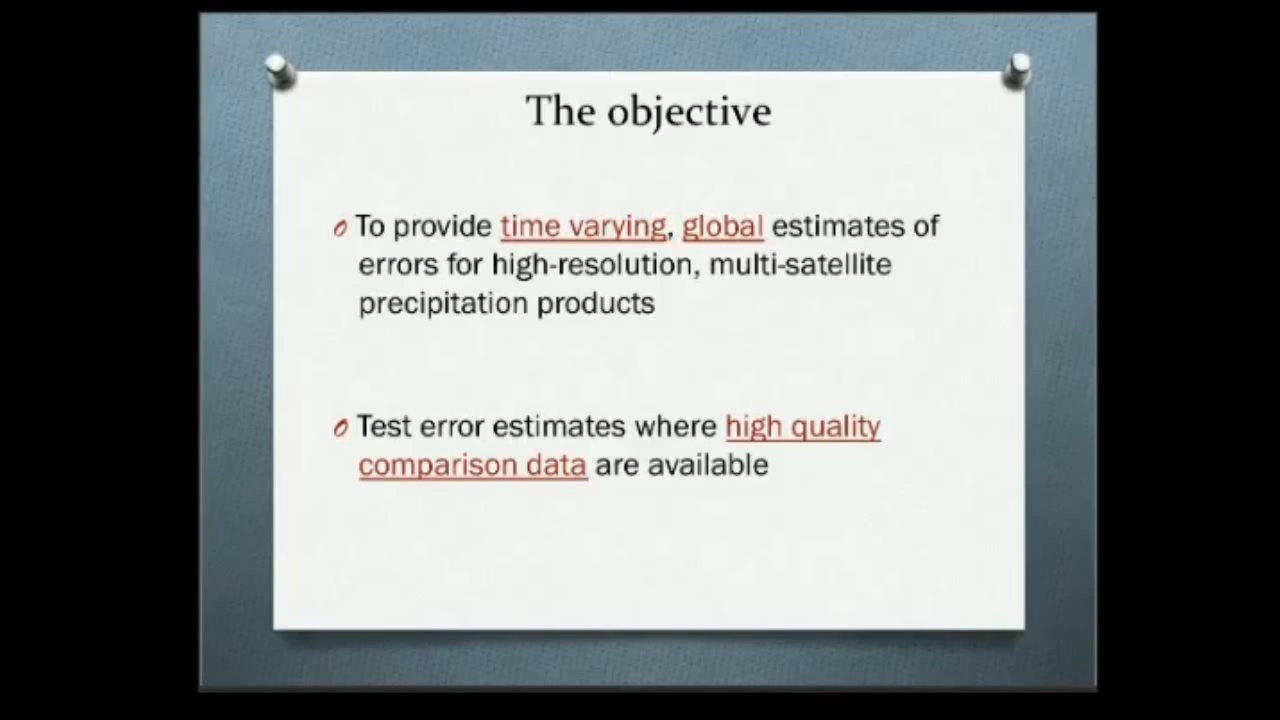 The objective
To provide time varying, global estimates of
errors for high-resolution, multi-satellite
precipitation products
Test error estimates where high quality
comparison data are available